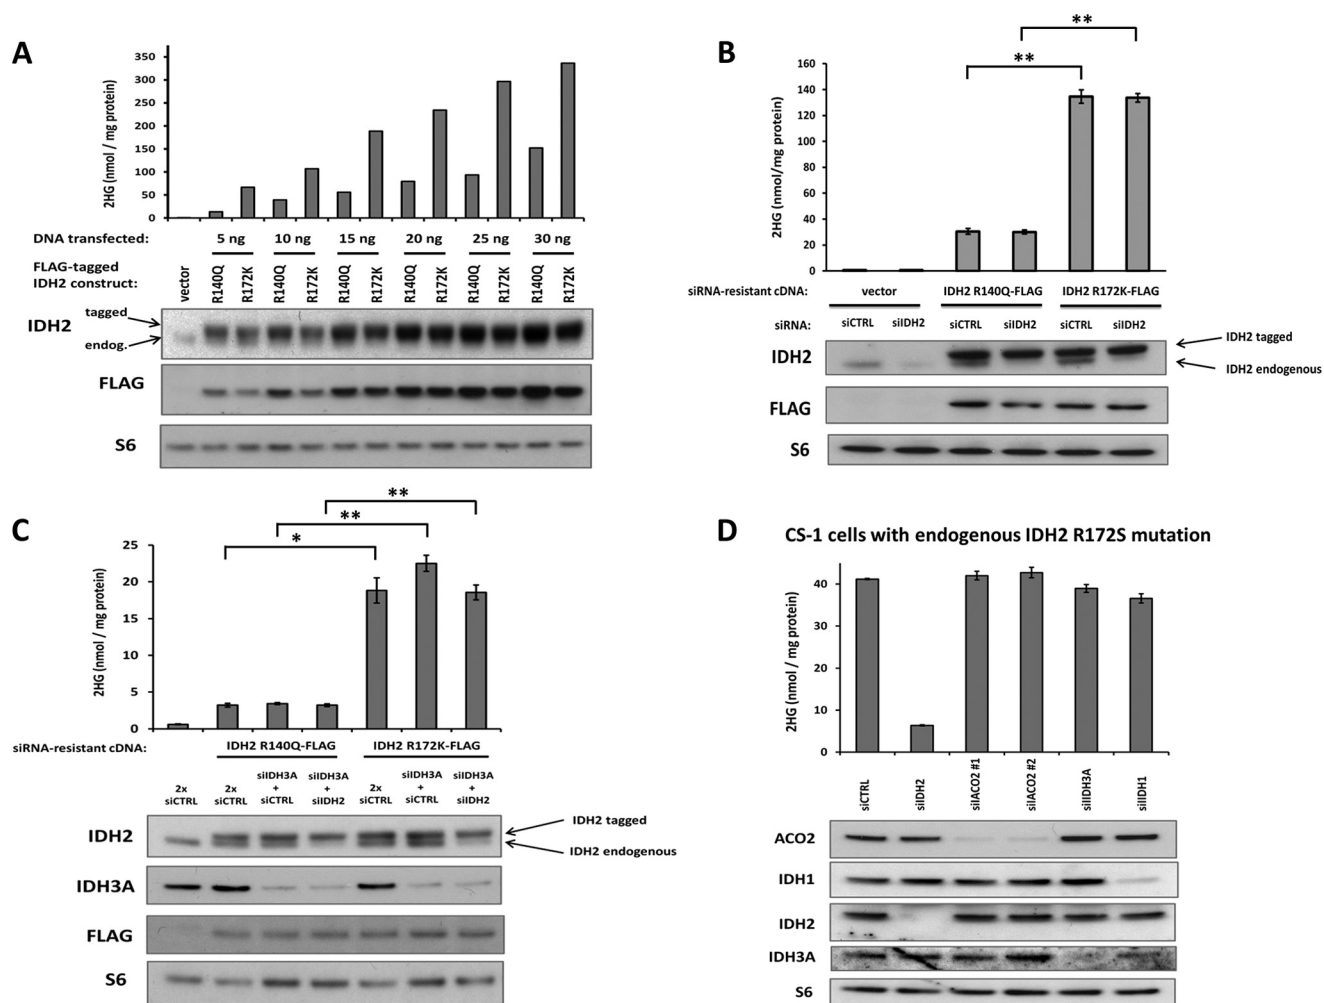 A
2HG (nmol / mg protein)
350
300
250
200
150
100
50
0
DNA transfected:
5 ng 10 ng 15 ng 20 ng 25 ng 30 ng
FLAG-tagged
IDH2 construct:
vector R140Q R172K R140Q R172K R140Q R172K R140Q R172K R140Q R172K R140Q R172K
tagged
IDH2
endog.
FLAG
S6
B
**
**
2HG (nmol/mg protein)
160
140
120
100
80
60
40
20
0
siRNA-resistant cDNA: vector IDH2 R140Q-FLAG IDH2 R172K-FLAG
siRNA: siCTRL siIDH2 siCTRL siIDH2 siCTRL siIDH2
IDH2
IDH2 tagged
IDH2 endogenous
FLAG
S6
C
**
**
*
2HG (nmol / mg protein)
25
20
15
10
5
0
siRNA-resistant cDNA: IDH2 R140Q-FLAG IDH2 R172K-FLAG
2x siCTRL
2x siCTRL
siIDH3A + siCTRL
siIDH3A + siIDH2
2x siCTRL
siIDH3A + siCTRL
siIDH3A + siIDH2
IDH2
IDH2 tagged
IDH2 endogenous
IDH3A
FLAG
S6
D
CS-1 cells with endogenous IDH2 R172S mutation
2HG (nmol / mg protein)
40
30
20
10
0
siCTRL siIDH2 silACO2 #1 silACO2 #2 silIDH3A silIDH1
ACO2
IDH1
IDH2
IDH3A
S6